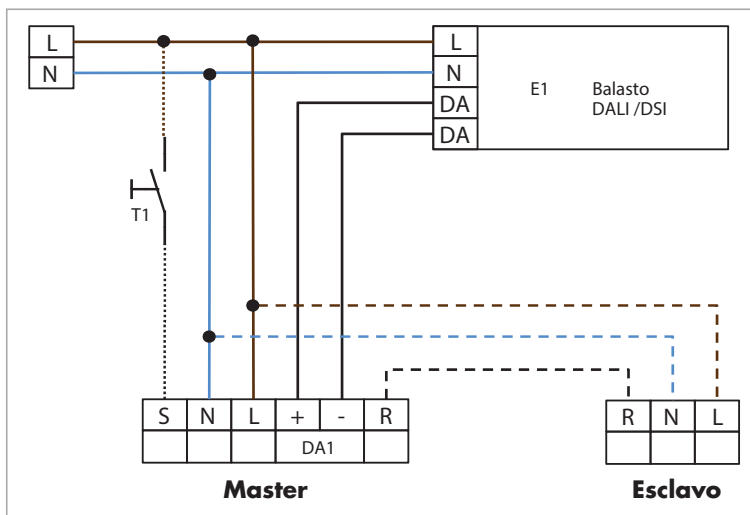 L
N
L
N
DA
DA
E1 Balasto
DALI /DSI
T1
S N L + - R
DA1
R N L
Master
Esclavo